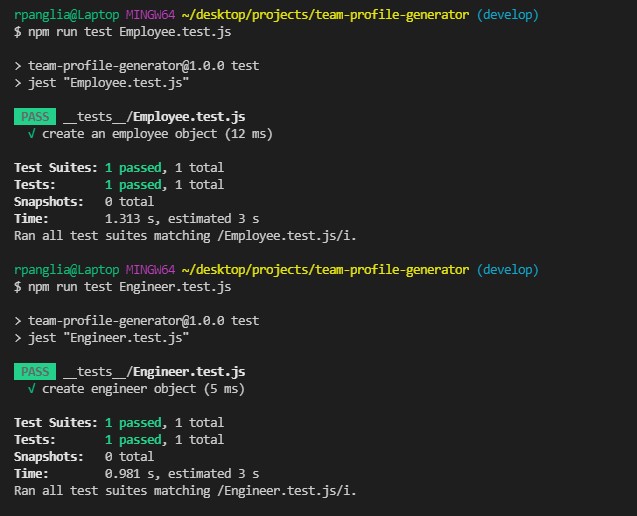 rpanglia@Laptop MINGW64 ~/desktop/projects/team-profile-generator (develop)
$ npm run test Employee.test.js
> team-profile-generator@1.0.0 test
> jest "Employee.test.js"
PASS __tests__/Employee.test.js
√ create an employee object (12 ms)
Test Suites: 1 passed, 1 total
Tests: 1 passed, 1 total
Snapshots: 0 total
Time: 1.313 s, estimated 3 s
Ran all test suites matching /Employee.test.js/i.
rpanglia@Laptop MINGW64 ~/desktop/projects/team-profile-generator (develop)
$ npm run test Engineer.test.js
> team-profile-generator@1.0.0 test
> jest "Engineer.test.js"
PASS __tests__/Engineer.test.js
√ create engineer object (5 ms)
Test Suites: 1 passed, 1 total
Tests: 1 passed, 1 total
Snapshots: 0 total
Time: 0.981 s, estimated 3 s
Ran all test suites matching /Engineer.test.js/i.